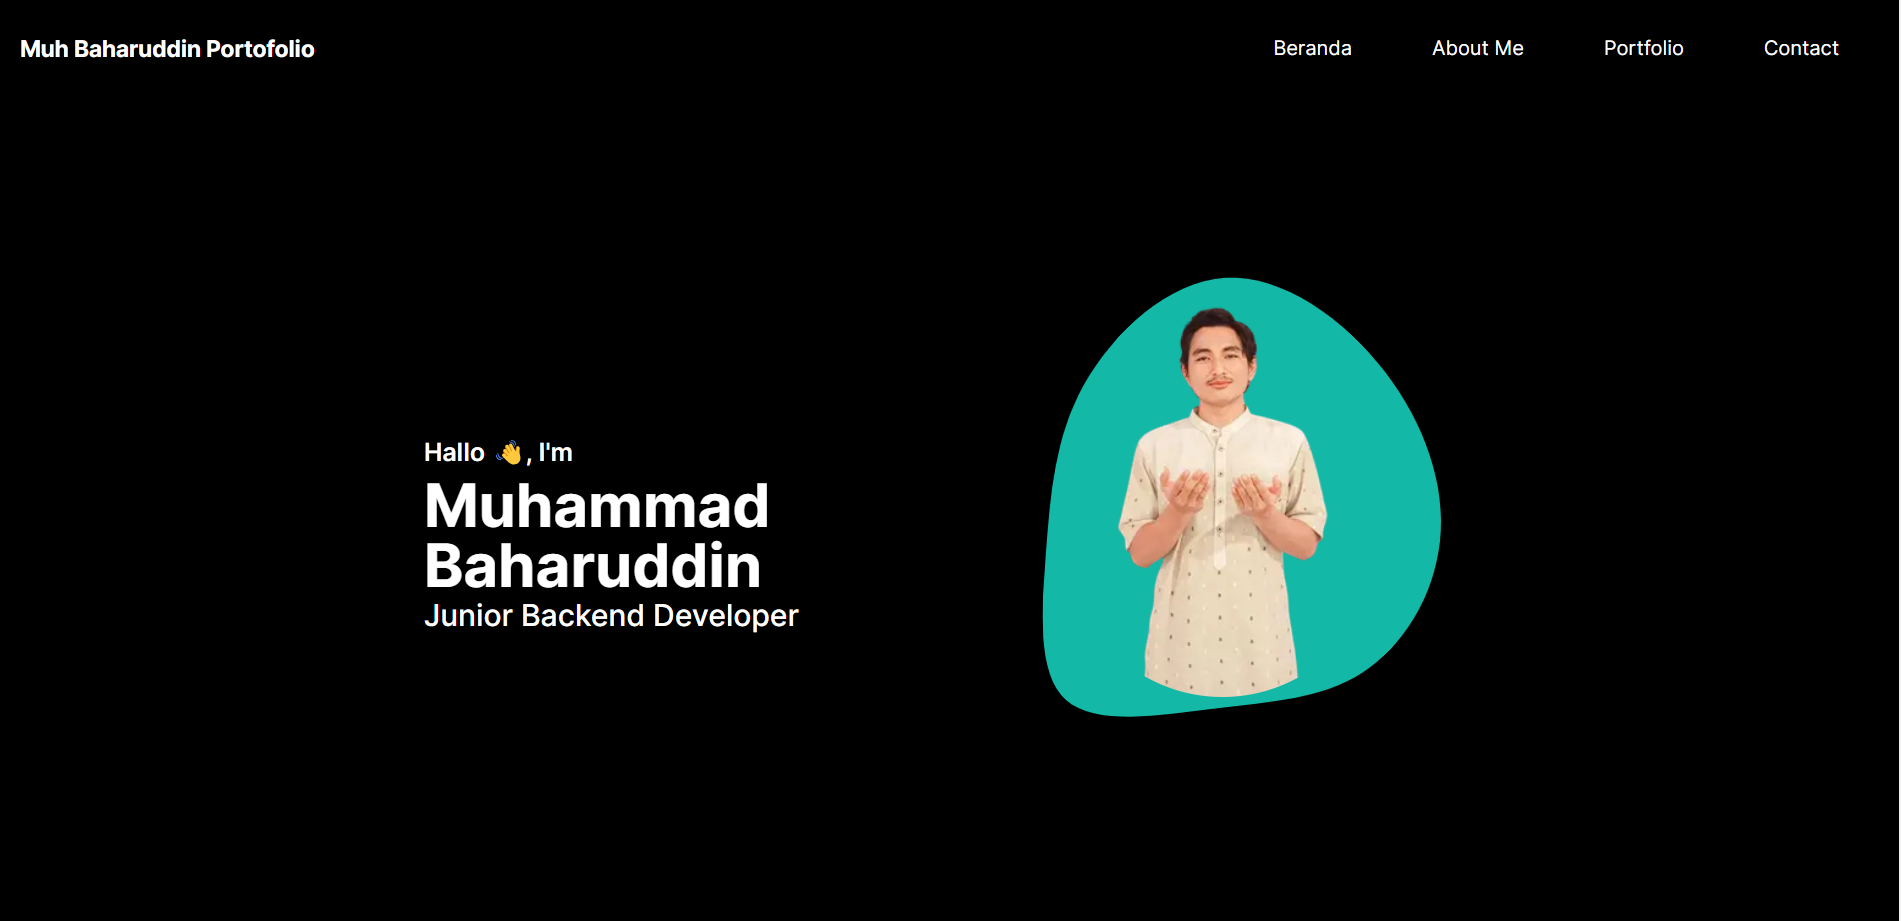 Muh Baharuddin Portofolio
Beranda About Me Portfolio Contact
Hallo 👋, I'm
Muhammad
Baharuddin
Junior Backend Developer